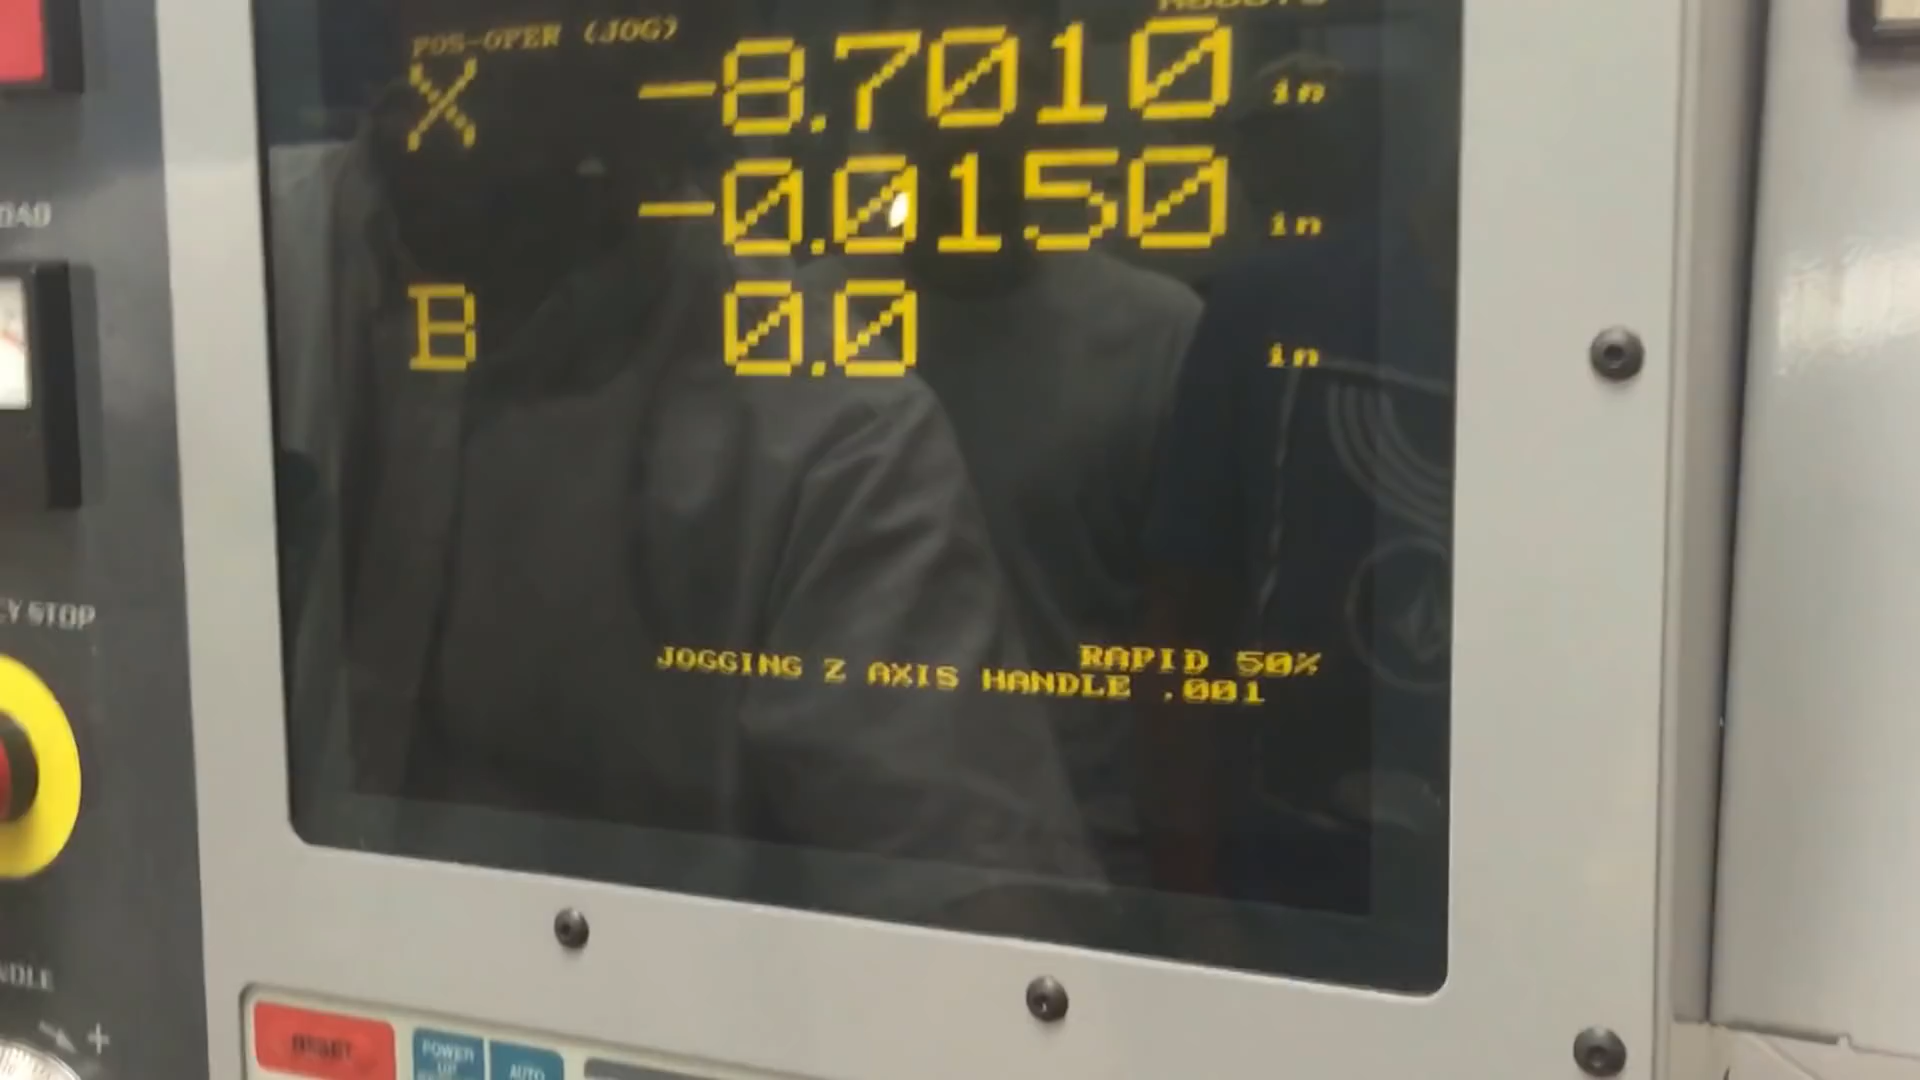 POS-OPER (JOG)
X -8.7010 in
-0.0150 in
B 0.0 in
RAPID 50%
JOGGING Z AXIS HANDLE .001
STOP
RESET
POWER
UP
AUTO